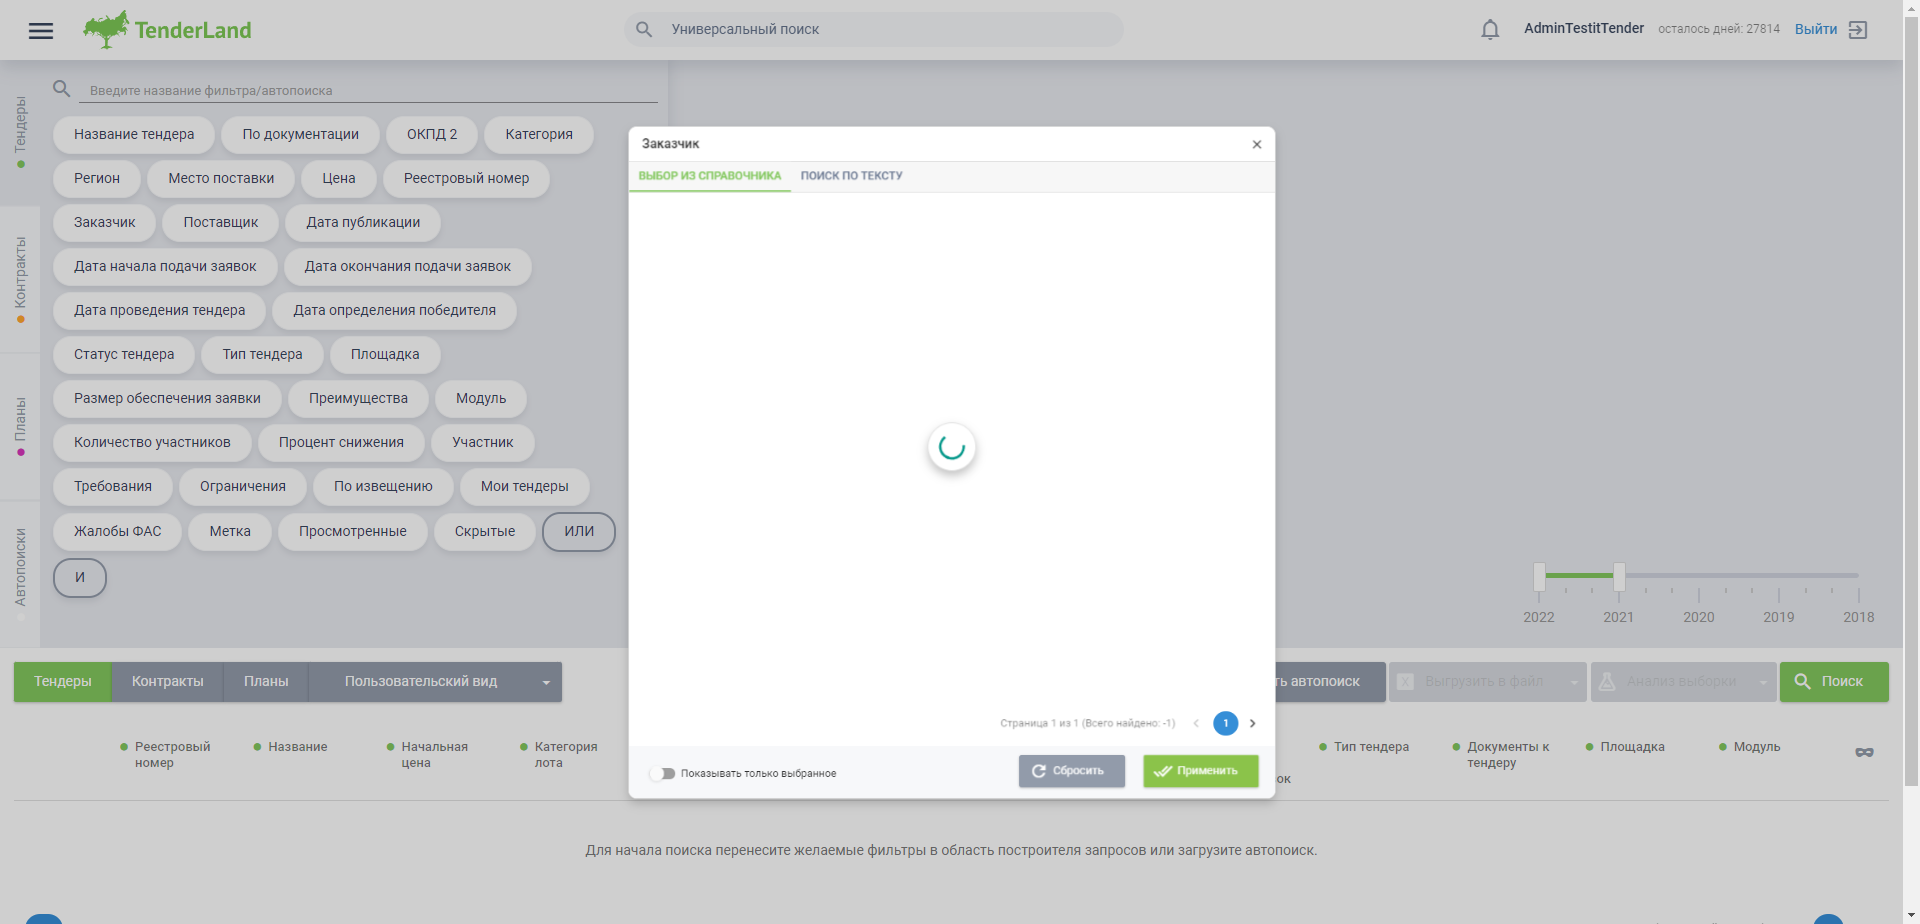 TenderLand
Универсальный поиск
AdminTestitTender
осталось дней: 27814
Выйти
Тендеры
Контракты
Планы
Автопоиски
Введите название фильтра/автопоиска
Название тендера По документации ОКПД 2 Категория
Регион Место поставки Цена Реестровый номер
Заказчик Поставщик Дата публикации
Дата начала подачи заявок Дата окончания подачи заявок
Дата проведения тендера Дата определения победителя
Статус тендера Тип тендера Площадка
Размер обеспечения заявки Преимущества Модуль
Количество участников Процент снижения Участник
Требования Ограничения По извещению Мои тендеры
Жалобы ФАС Метка Просмотренные Скрытые ИЛИ
И
Заказчик
ВЫБОР ИЗ СПРАВОЧНИКА ПОИСК ПО ТЕКСТУ
Страница 1 из 1 (Всего найдено: -1) 1
Показывать только выбранное
Сбросить
Применить
2022 2021 2020 2019 2018
Тендеры Контракты Планы Пользовательский вид
ть автопоиск
Выгрузить в файл
Анализ выборки
Поиск
Реестровый
номер
Название
Начальная
цена
Категория
лота
ок
Тип тендера
Документы к
тендеру
Площадка
Модуль
Для начала поиска перенесите желаемые фильтры в область построителя запросов или загрузите автопоиск.